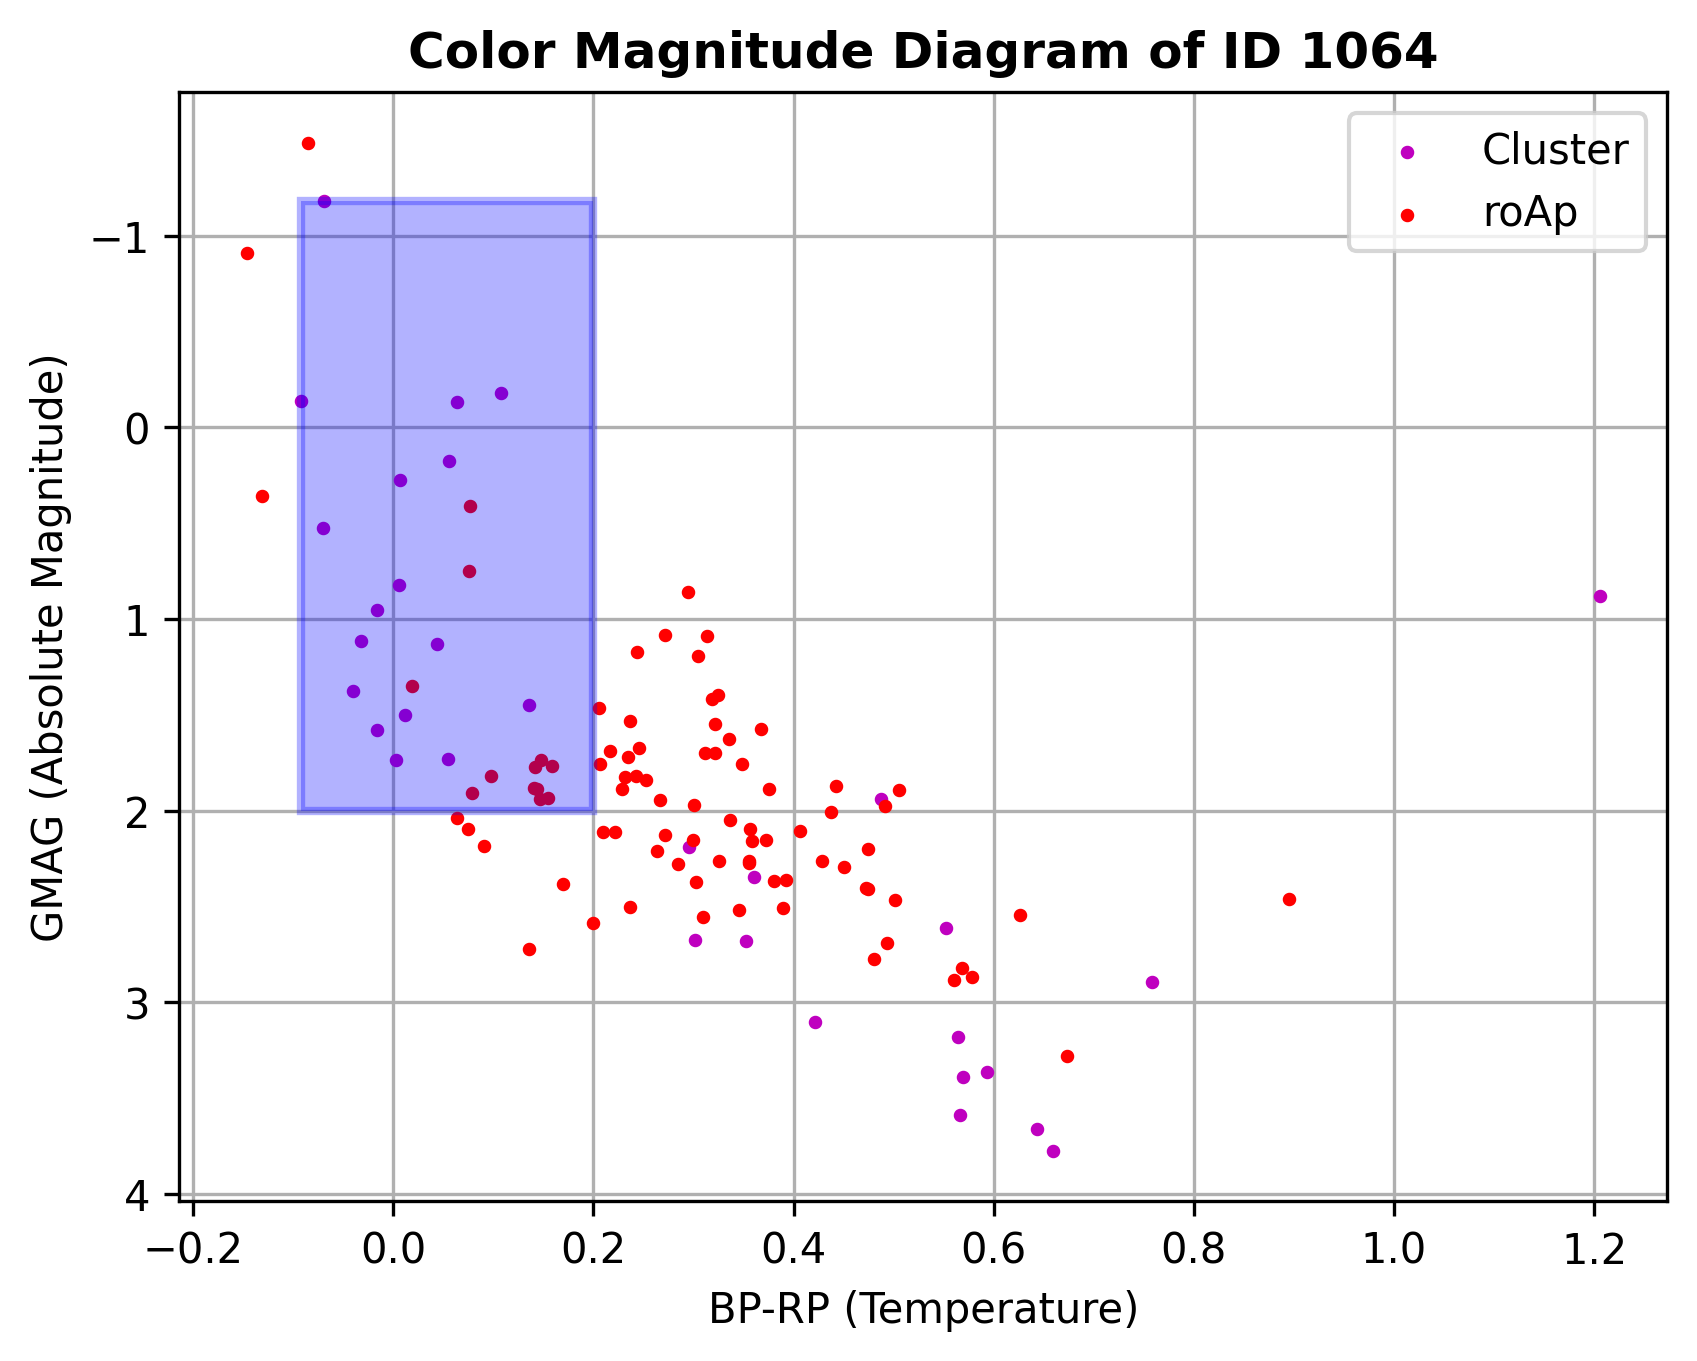 Color Magnitude Diagram of ID 1064
Cluster
roAp
GMAG (Absolute Magnitude)
−1
0
1
2
3
4
−0.2 0.0 0.2 0.4 0.6 0.8 1.0 1.2
BP-RP (Temperature)